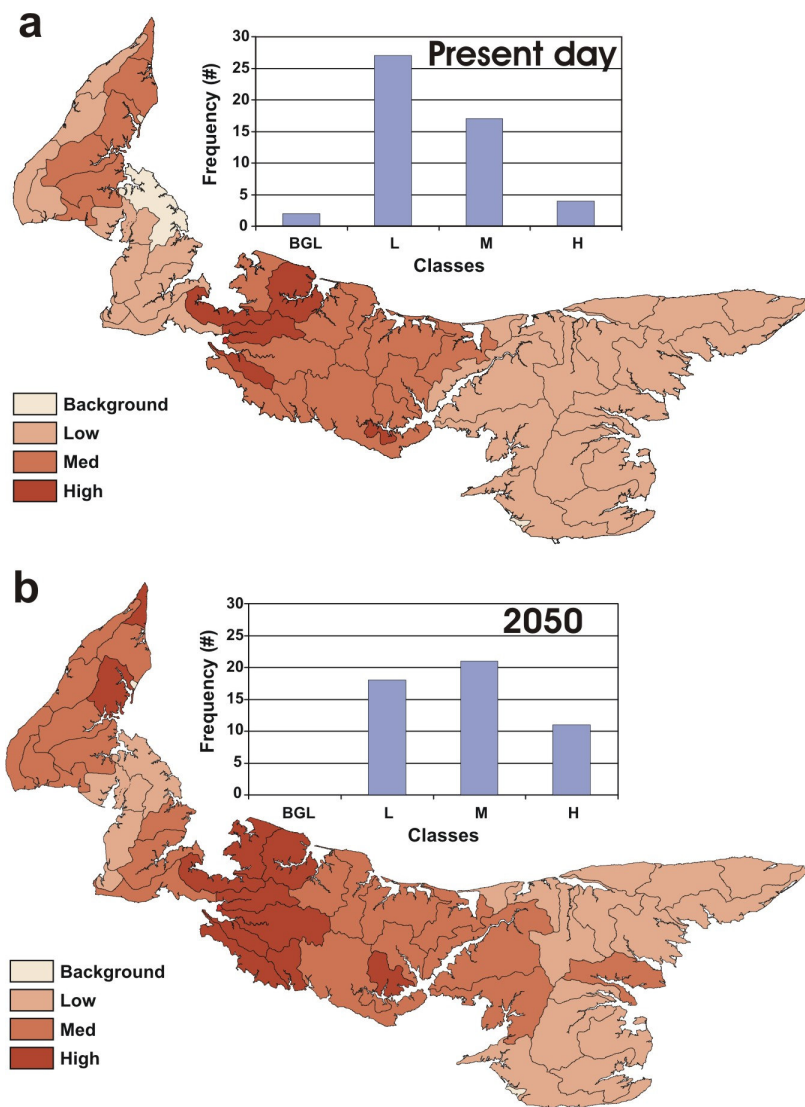 a
Present day
Frequency (#)
30
25
20
15
10
5
0
BGL L M H
Classes
Background
Low
Med
High
b
2050
Frequency (#)
30
25
20
15
10
5
0
BGL L M H
Classes
Background
Low
Med
High